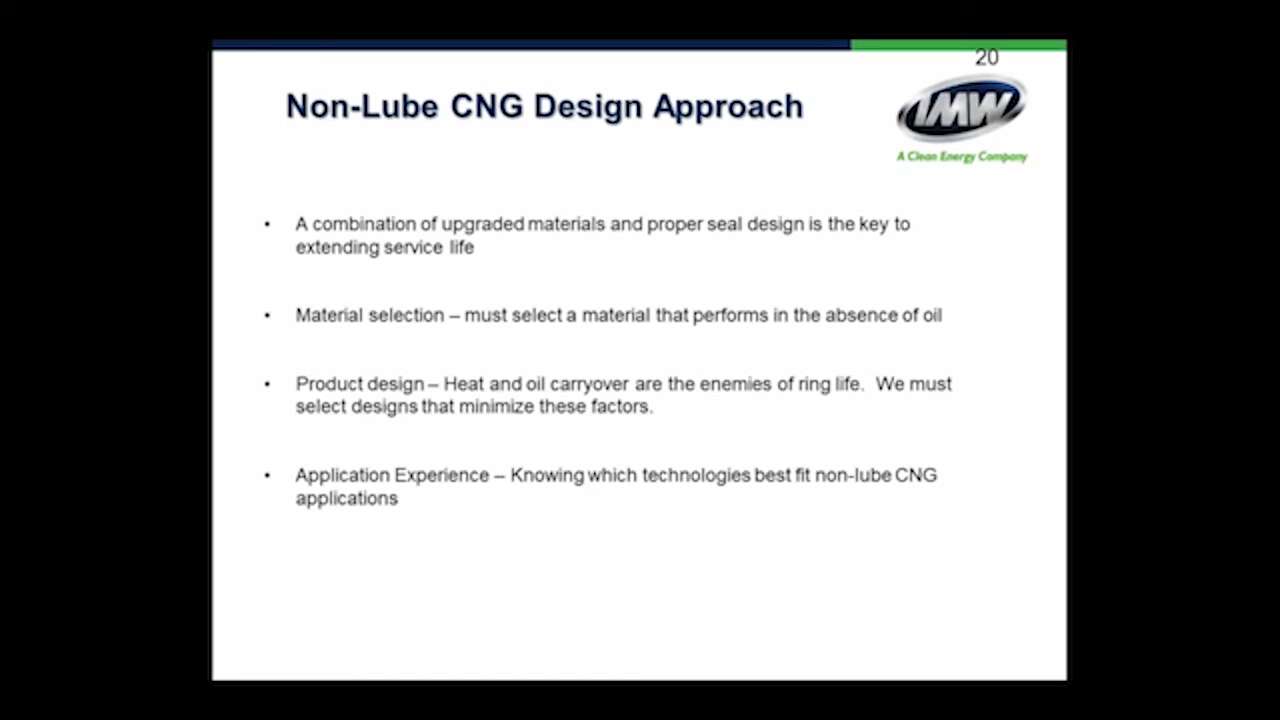 20
Non-Lube CNG Design Approach
IMW
A Clean Energy Company
• A combination of upgraded materials and proper seal design is the key to
extending service life
• Material selection – must select a material that performs in the absence of oil
• Product design – Heat and oil carryover are the enemies of ring life. We must
select designs that minimize these factors.
• Application Experience – Knowing which technologies best fit non-lube CNG
applications